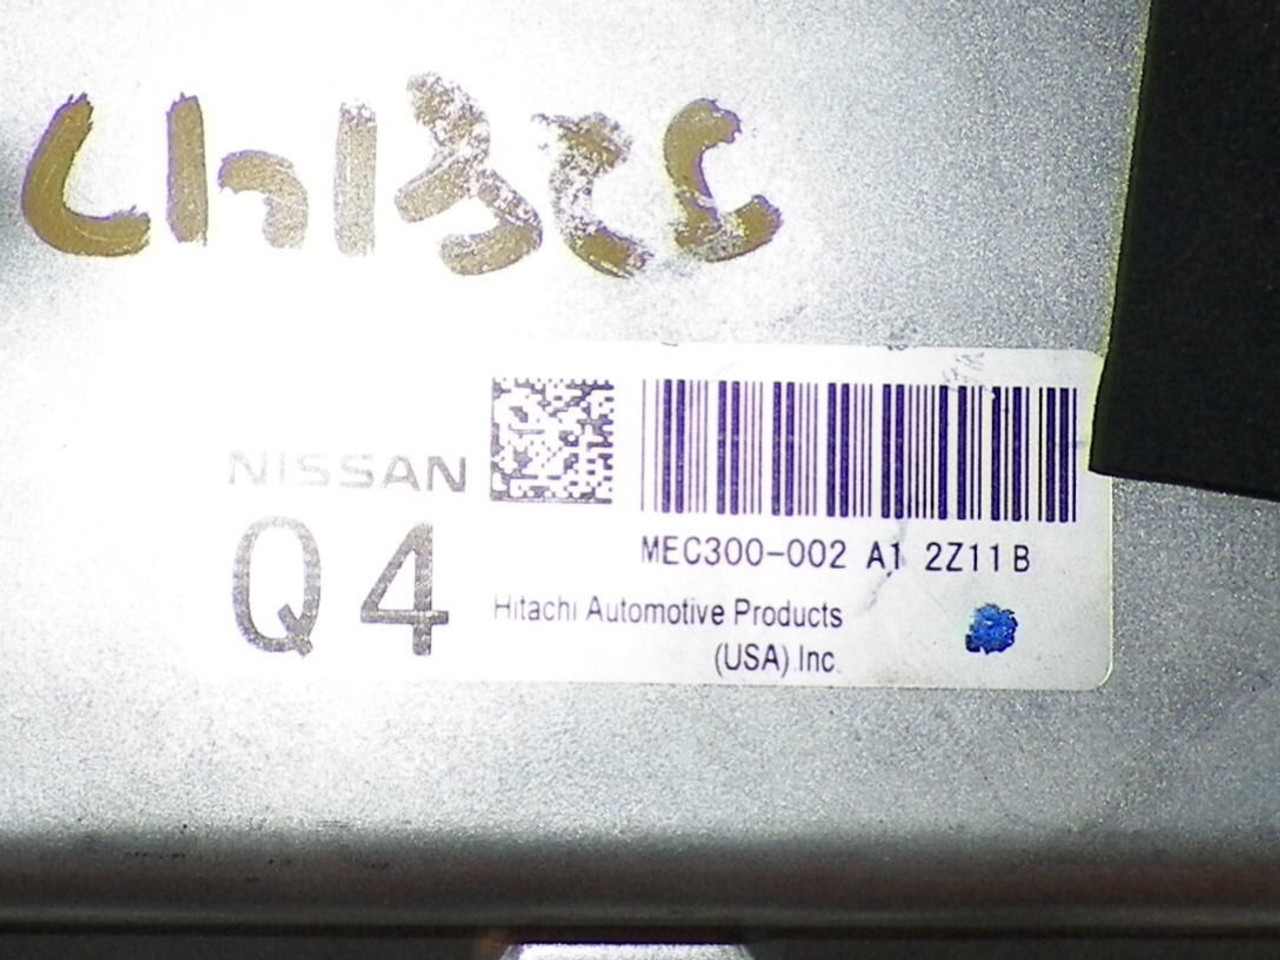 NISSAN
Q4
MEC300-002 A1 2Z11B
Hitachi Automotive Products
(USA) Inc.